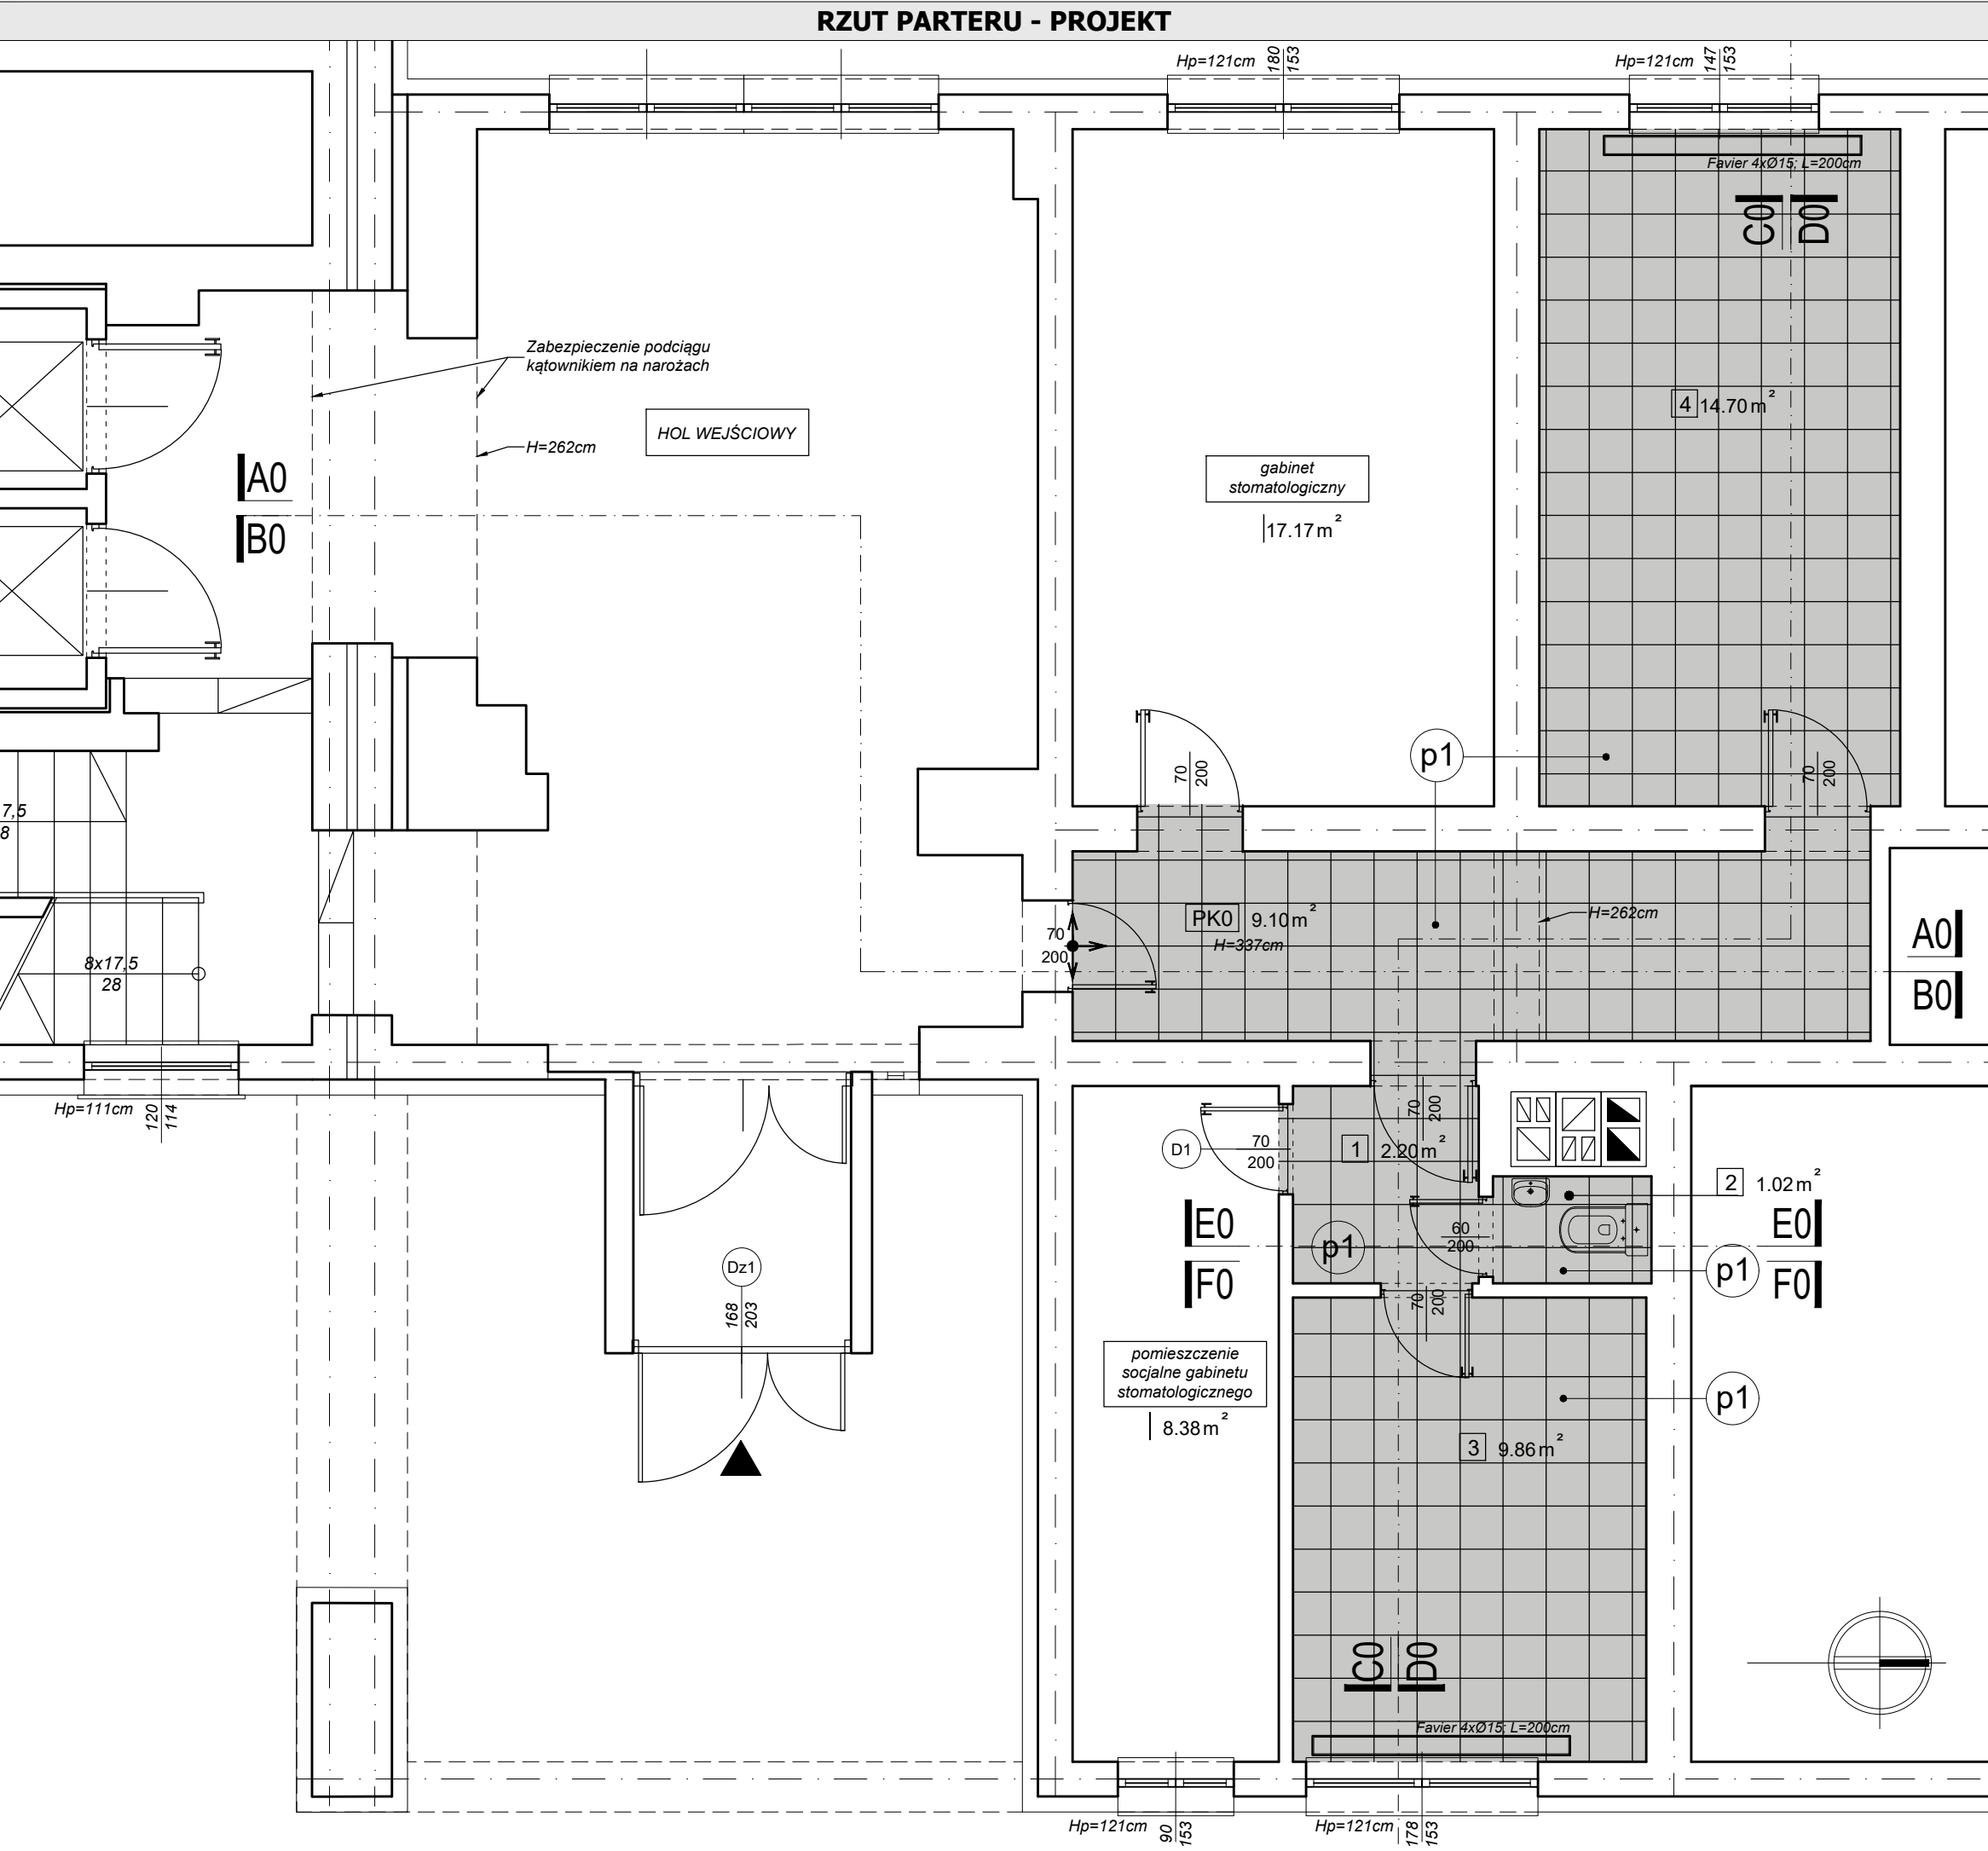 RZUT PARTERU - PROJEKT
Hp=121cm
180
153
Hp=121cm
147
153
Favier 4xØ15; L=200cm
C0
D0
Zabezpieczenie podciągu
kątownikiem na narożach
4 14.70 m²
HOL WEJŚCIOWY
H=262cm
A0
B0
gabinet
stomatologiczny
17.17 m²
p1
70
200
70
200
7,5
8
PK0 9.10 m²
H=337cm
H=262cm
70
200
A0
B0
8x17,5
28
Hp=111cm
120
114
70
200
D1
70
200
1 2.20 m²
2 1.02 m²
E0
F0
p1
60
200
E0
F0
p1
Dz1
168
203
70
200
pomieszczenie
socjalne gabinetu
stomatologicznego
8.38 m²
p1
3 9.86 m²
C0
D0
Favier 4xØ15; L=200cm
Hp=121cm
90
153
Hp=121cm
178
153